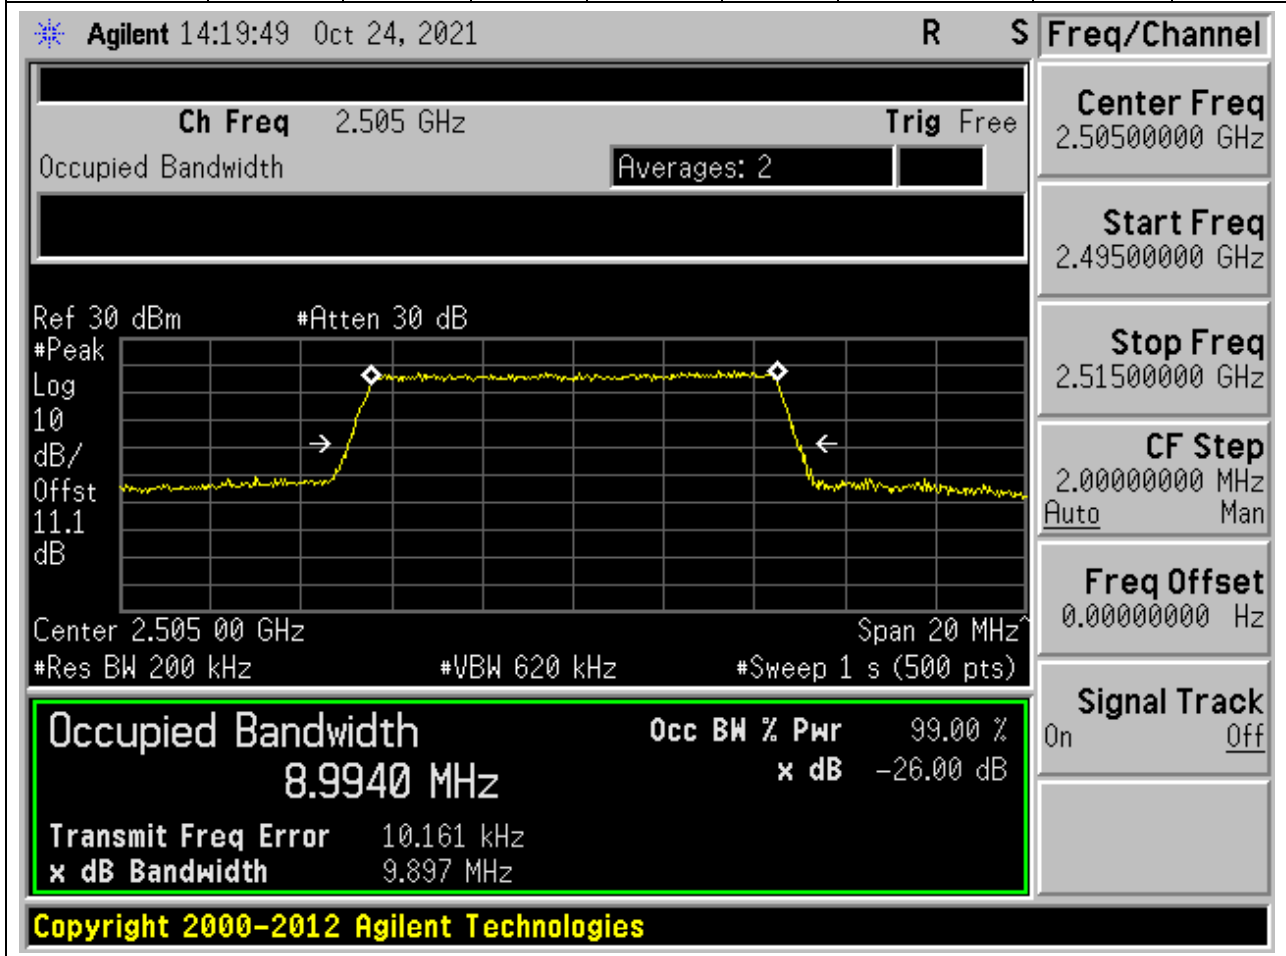 Agilent 14:19:49 Oct 24, 2021 R S
Freq/Channel
Ch Freq 2.505 GHz Trig Free
Occupied Bandwidth Averages: 2
Ref 30 dBm #Atten 30 dB
#Peak
Log
10
dB/
Offst
11.1
dB
Center 2.505 00 GHz Span 20 MHz^
#Res BW 200 kHz #VBW 620 kHz #Sweep 1 s (500 pts)
Occupied Bandwidth Occ BW % Pwr 99.00 %
8.9940 MHz x dB -26.00 dB
Transmit Freq Error 10.161 kHz
x dB Bandwidth 9.897 MHz
Copyright 2000-2012 Agilent Technologies
Center Freq
2.50500000 GHz
Start Freq
2.49500000 GHz
Stop Freq
2.51500000 GHz
CF Step
2.00000000 MHz
Auto Man
Freq Offset
0.00000000 Hz
Signal Track
On Off